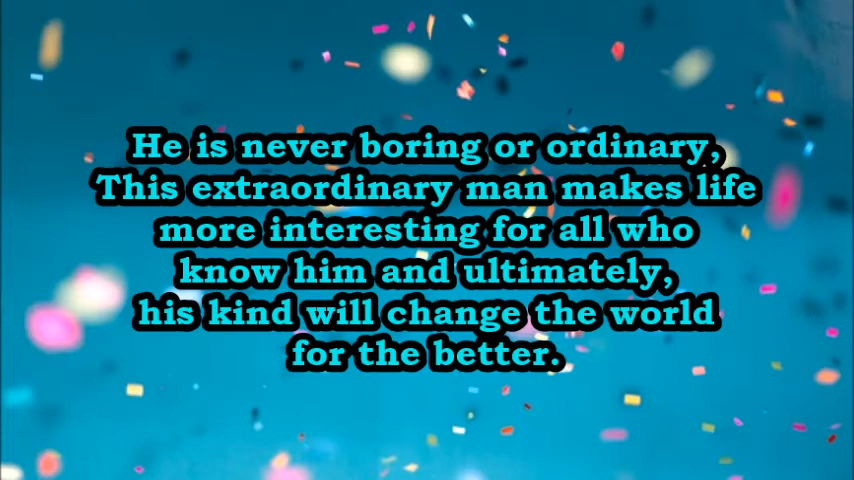 He is never boring or ordinary,
This extraordinary man makes life
more interesting for all who
know him and ultimately,
his kind will change the world
for the better.